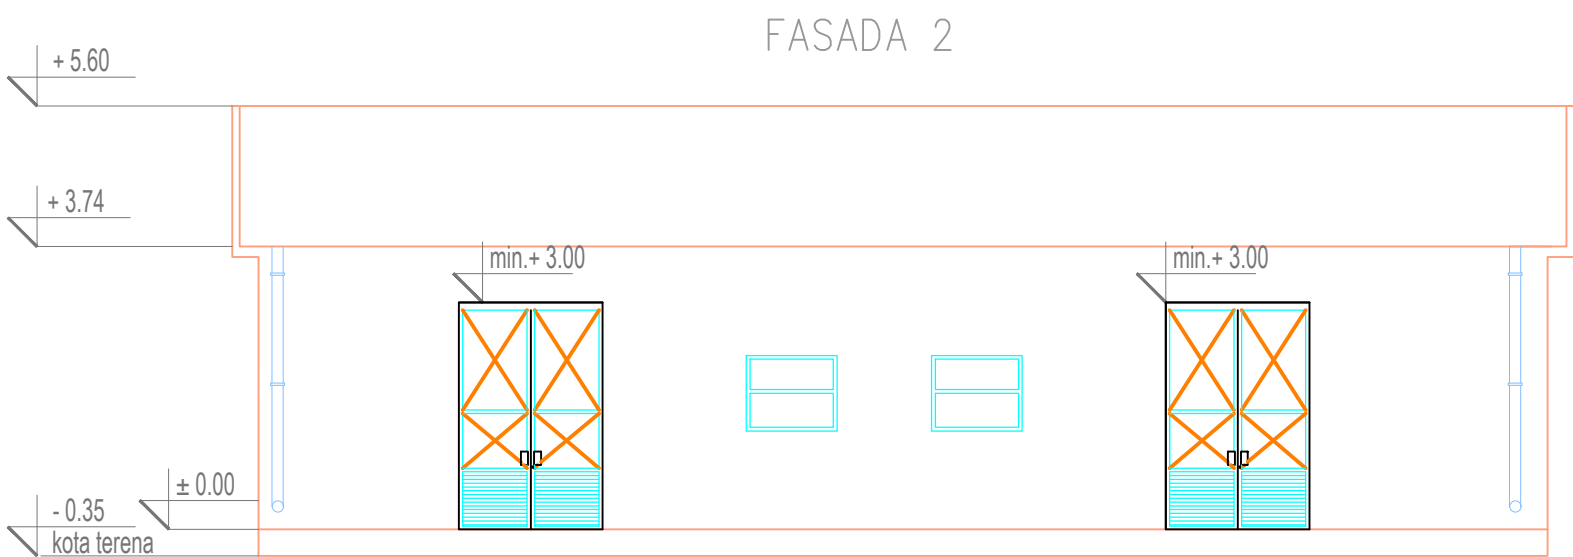 FASADA 2
+ 5.60
+ 3.74
min.+ 3.00
min.+ 3.00
± 0.00
- 0.35
kota terena